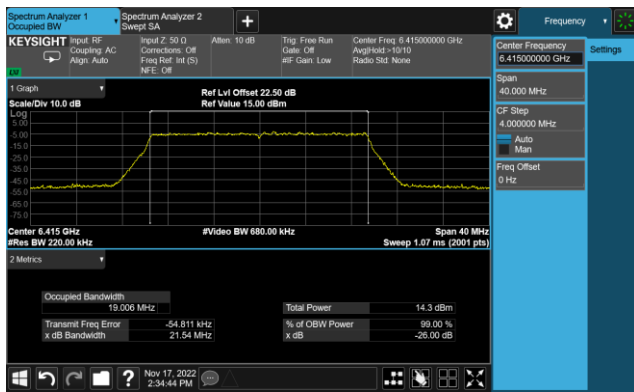 Spectrum Analyzer 1
Occupied BW
Spectrum Analyzer 2
Swept SA
+
Frequency
KEYSIGHT
Input: RF
Coupling: AC
Align: Auto
Input Z: 50 Ω
Corrections: Off
Freq Ref: Int (S)
NFE: Off
Atten: 10 dB
Trig: Free Run
Gate: Off
#IF Gain: Low
Center Freq: 6.415000000 GHz
Avg|Hold:>10/10
Radio Std: None
1 Graph
Scale/Div 10.0 dB
Ref Lvl Offset 22.50 dB
Ref Value 15.00 dBm
Log
5.00
-5.00
-15.0
-25.0
-35.0
-45.0
-55.0
-65.0
-75.0
Center 6.415 GHz
#Video BW 680.00 kHz
Span 40 MHz
#Res BW 220.00 kHz
Sweep 1.07 ms (2001 pts)
2 Metrics
Occupied Bandwidth
19.006 MHz
Total Power 14.3 dBm
Transmit Freq Error -54.811 kHz
% of OBW Power 99.00 %
x dB Bandwidth 21.54 MHz
x dB -26.00 dB
Center Frequency
6.415000000 GHz
Settings
Span
40.000 MHz
CF Step
4.000000 MHz
Auto
Man
Freq Offset
0 Hz
?
Nov 17, 2022
2:34:44 PM